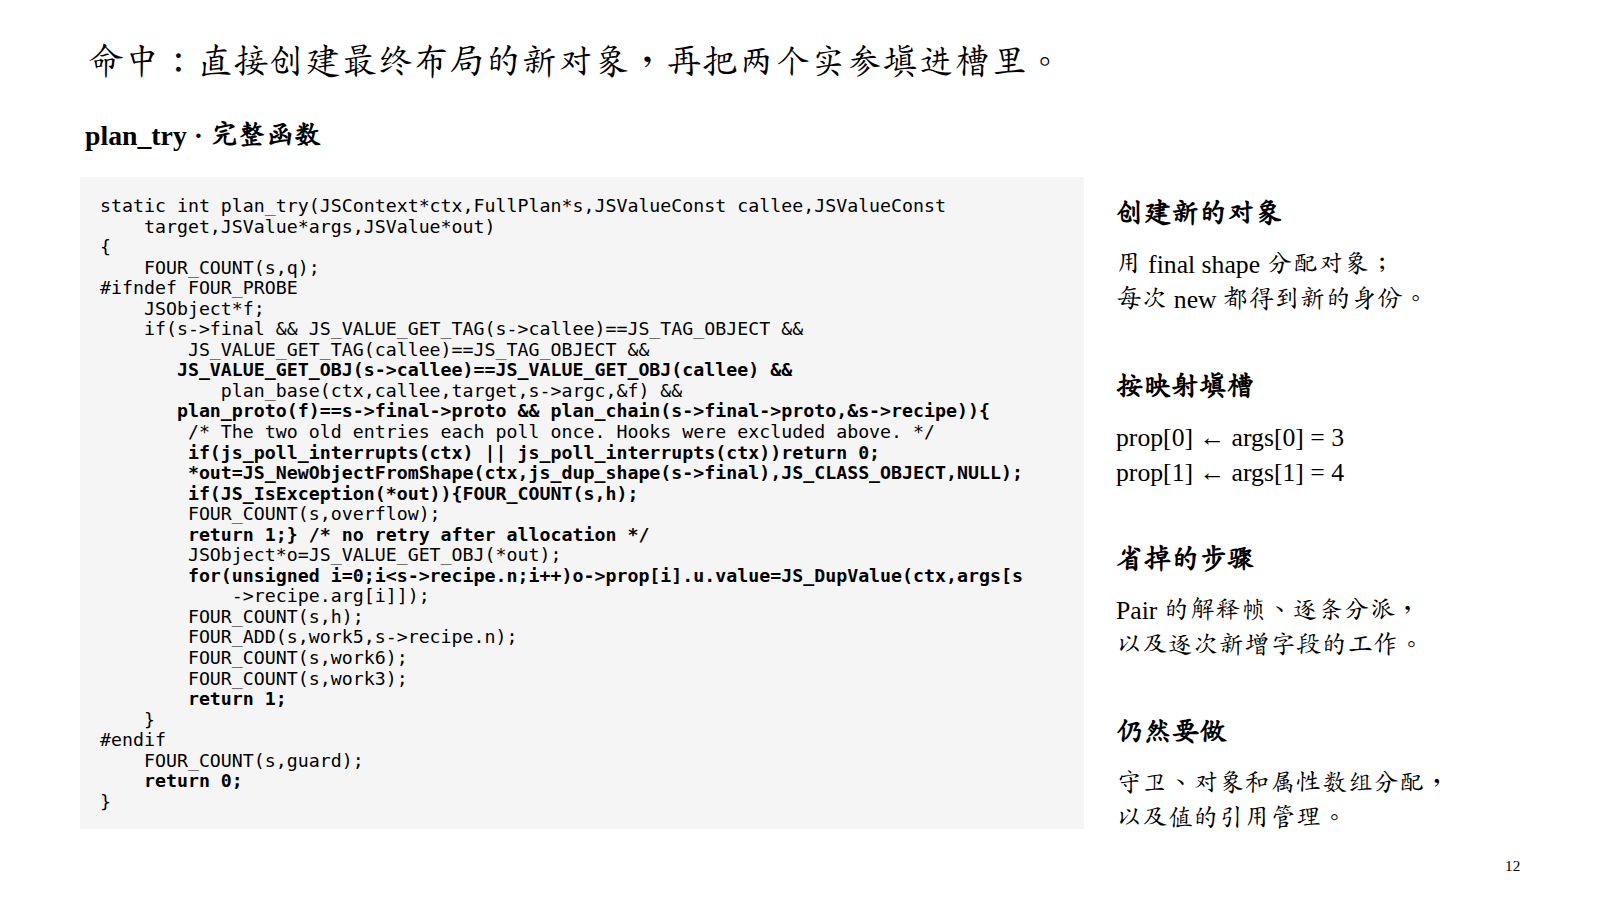 命中：直接创建最终布局的新对象，再把两个实参填进槽里。
plan_try · 完整函数
static int plan_try(JSContext*ctx,FullPlan*s,JSValueConst callee,JSValueConst
target,JSValue*args,JSValue*out)
{
FOUR_COUNT(s,q);
#ifndef FOUR_PROBE
JSObject*f;
if(s->final && JS_VALUE_GET_TAG(s->callee)==JS_TAG_OBJECT &&
JS_VALUE_GET_TAG(callee)==JS_TAG_OBJECT &&
JS_VALUE_GET_OBJ(s->callee)==JS_VALUE_GET_OBJ(callee) &&
plan_base(ctx,callee,target,s->argc,&f) &&
plan_proto(f)==s->final->proto && plan_chain(s->final->proto,&s->recipe)){
/* The two old entries each poll once. Hooks were excluded above. */
if(js_poll_interrupts(ctx) || js_poll_interrupts(ctx))return 0;
*out=JS_NewObjectFromShape(ctx,js_dup_shape(s->final),JS_CLASS_OBJECT,NULL);
if(JS_IsException(*out)){FOUR_COUNT(s,h);
FOUR_COUNT(s,overflow);
return 1;} /* no retry after allocation */
JSObject*o=JS_VALUE_GET_OBJ(*out);
for(unsigned i=0;i<s->recipe.n;i++)o->prop[i].u.value=JS_DupValue(ctx,args[s
->recipe.arg[i]]);
FOUR_COUNT(s,h);
FOUR_ADD(s,work5,s->recipe.n);
FOUR_COUNT(s,work6);
FOUR_COUNT(s,work3);
return 1;
}
#endif
FOUR_COUNT(s,guard);
return 0;
}
创建新的对象
用 final shape 分配对象；
每次 new 都得到新的身份。
按映射填槽
prop[0] ← args[0] = 3
prop[1] ← args[1] = 4
省掉的步骤
Pair 的解释帧、逐条分派，
以及逐次新增字段的工作。
仍然要做
守卫、对象和属性数组分配，
以及值的引用管理。
12